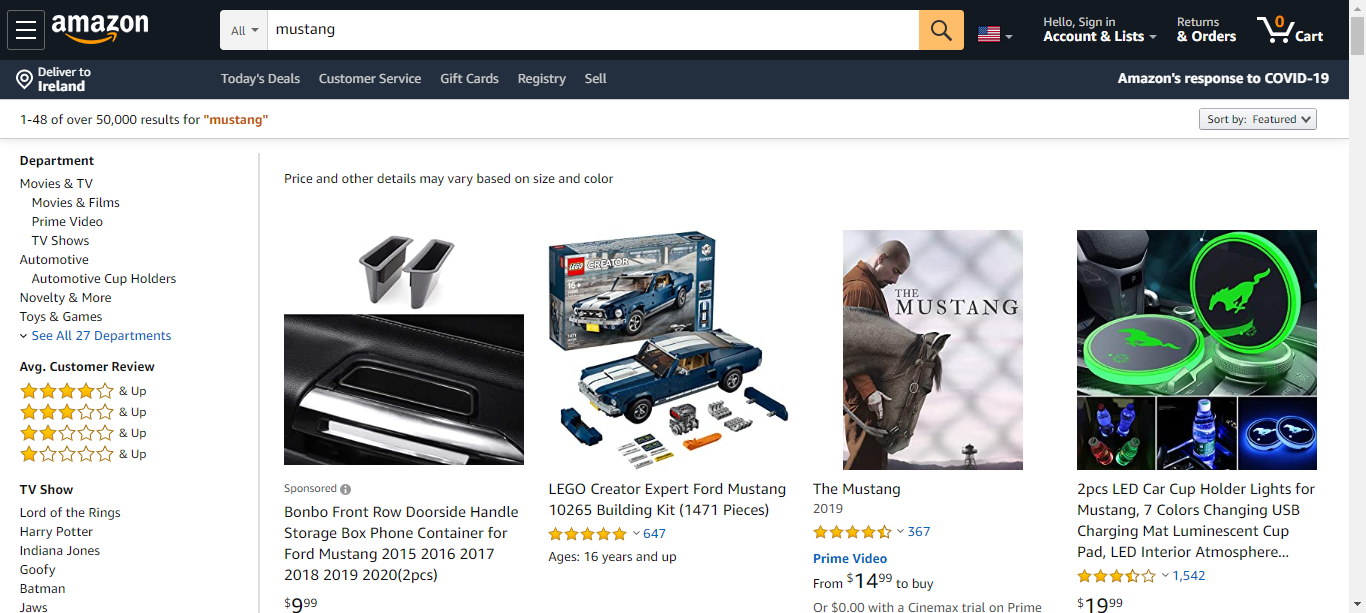 amazon
All
mustang
Hello, Sign in
Account & Lists
Returns
& Orders
0
Cart
Deliver to
Ireland
Today's Deals
Customer Service
Gift Cards
Registry
Sell
Amazon's response to COVID-19
1-48 of over 50,000 results for "mustang"
Sort by: Featured
Department
Movies & TV
Movies & Films
Prime Video
TV Shows
Automotive
Automotive Cup Holders
Novelty & More
Toys & Games
See All 27 Departments
Avg. Customer Review
& Up
& Up
& Up
& Up
TV Show
Lord of the Rings
Harry Potter
Indiana Jones
Goofy
Batman
Jaws
Price and other details may vary based on size and color
Sponsored
Bonbo Front Row Doorside Handle
Storage Box Phone Container for
Ford Mustang 2015 2016 2017
2018 2019 2020(2pcs)
$9.99
LEGO
CREATOR
16+
LEGO Creator Expert Ford Mustang
10265 Building Kit (1471 Pieces)
647
Ages: 16 years and up
THE
MUSTANG
The Mustang
2019
367
Prime Video
From $14.99 to buy
Or $0.00 with a Cinemax trial on Prime
2pcs LED Car Cup Holder Lights for
Mustang, 7 Colors Changing USB
Charging Mat Luminescent Cup
Pad, LED Interior Atmosphere...
1,542
$19.99